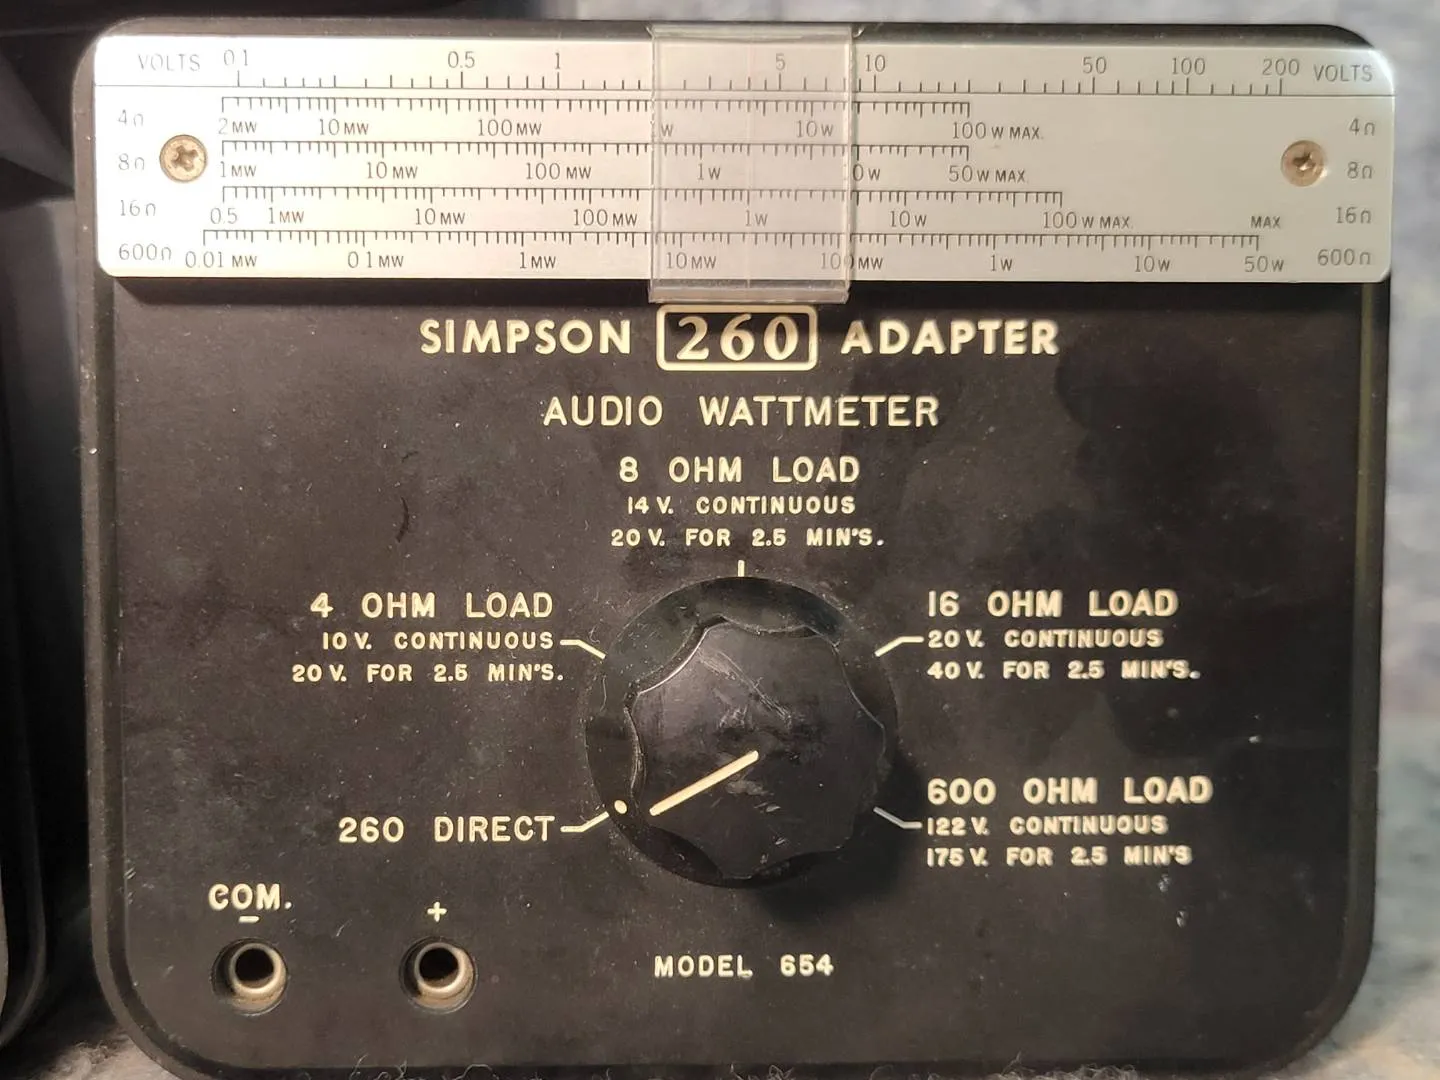 VOLTS 0.1 0.5 1 5 10 50 100 200 VOLTS
4Ω 2MW 10MW 100MW 1W 10W 100W MAX. 4Ω
8Ω 1MW 10MW 100MW 1W 10W 50W MAX. 8Ω
16Ω 0.5 1MW 10MW 100MW 1W 10W 100W MAX. MAX 16Ω
600Ω 0.01MW 0.1MW 1MW 10MW 100MW 1W 10W 50W 600Ω
SIMPSON 260 ADAPTER
AUDIO WATTMETER
8 OHM LOAD
14 V. CONTINUOUS
20 V. FOR 2.5 MIN'S.
4 OHM LOAD
10 V. CONTINUOUS
20 V. FOR 2.5 MIN'S.
16 OHM LOAD
20 V. CONTINUOUS
40 V. FOR 2.5 MIN'S.
260 DIRECT
600 OHM LOAD
122 V. CONTINUOUS
175 V. FOR 2.5 MIN'S
COM. +
-
MODEL 654